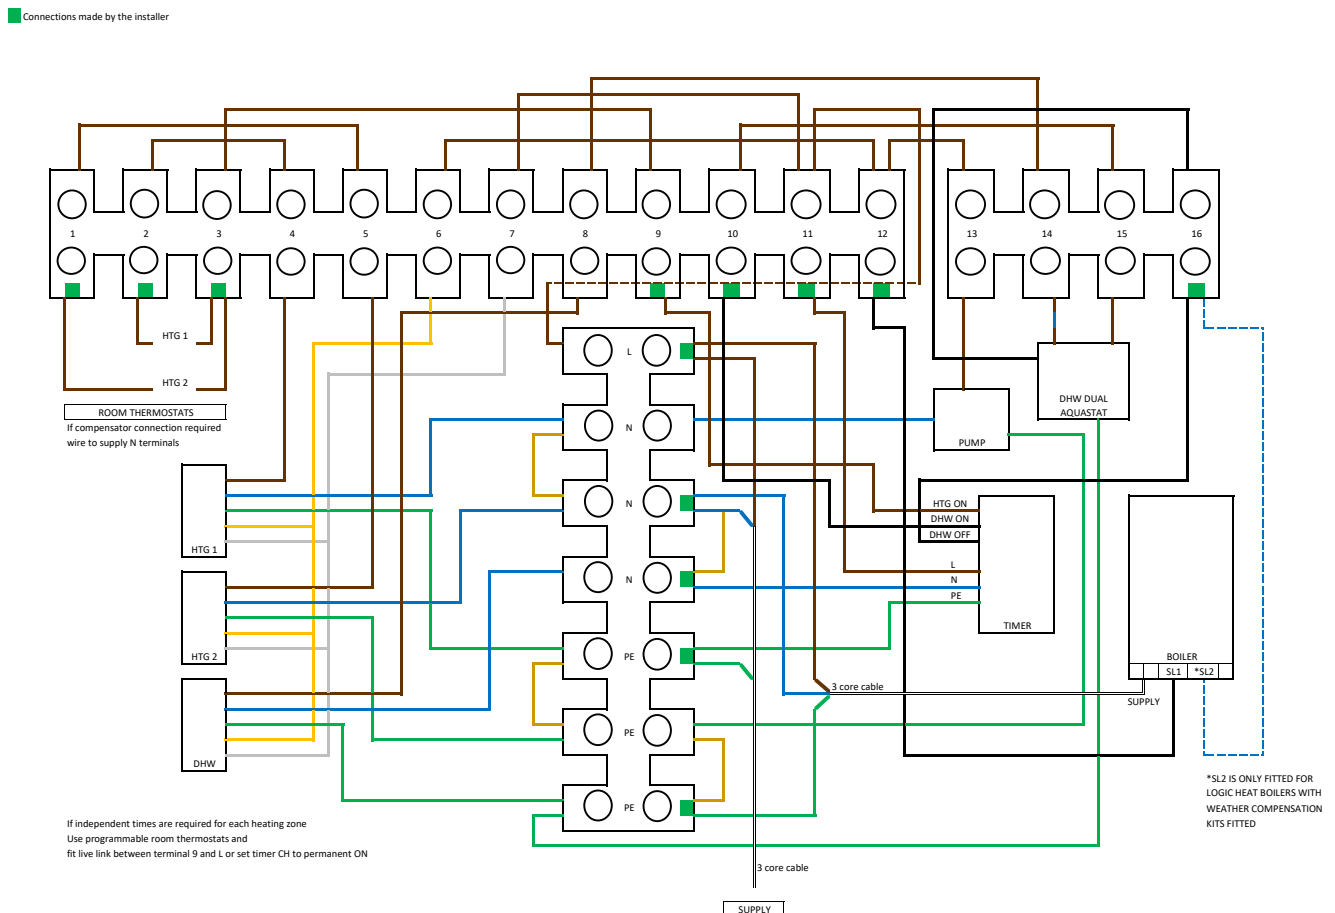 Connections made by the installer
1 2 3 4 5 6 7 8 9 10 11 12 13 14 15 16
HTG 1
HTG 2
ROOM THERMOSTATS
If compensator connection required
wire to supply N terminals
L
N
N
N
PE
PE
PE
PUMP
DHW DUAL
AQUASTAT
HTG 1
HTG 2
DHW
HTG ON
DHW ON
DHW OFF
L
N
PE
TIMER
BOILER
SL1 *SL2
SUPPLY
3 core cable
*SL2 IS ONLY FITTED FOR
LOGIC HEAT BOILERS WITH
WEATHER COMPENSATION
KITS FITTED
If independent times are required for each heating zone
Use programmable room thermostats and
fit live link between terminal 9 and L or set timer CH to permanent ON
3 core cable
SUPPLY